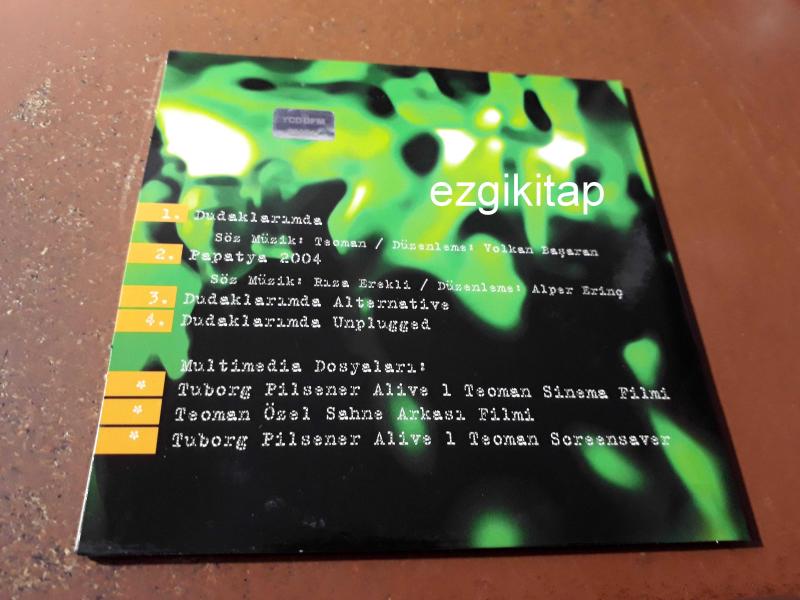 YCD DFM
ezgikitap
1. Dudaklarımda
Söz Müzik: Teoman / Düzenleme: Volkan Başaran
2. Papatya 2004
Söz Müzik: Rıza Erekli / Düzenleme: Alper Erinç
3. Dudaklarımda Alternative
4. Dudaklarımda Unplugged
Multimedia Dosyaları:
* Tuborg Pilsener Alive 1 Teoman Sinema Filmi
* Teoman Özel Sahne Arkası Filmi
* Tuborg Pilsener Alive 1 Teoman Screensaver